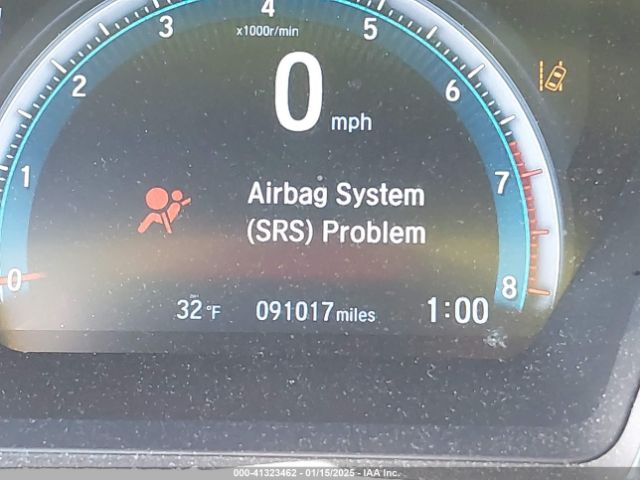 4
3
5
x1000r/min
2
6
0
mph
1
7
Airbag System
(SRS) Problem
0
8
32°F
091017 miles
1:00
000-41323462 - 01/15/2025 - IAA Inc.